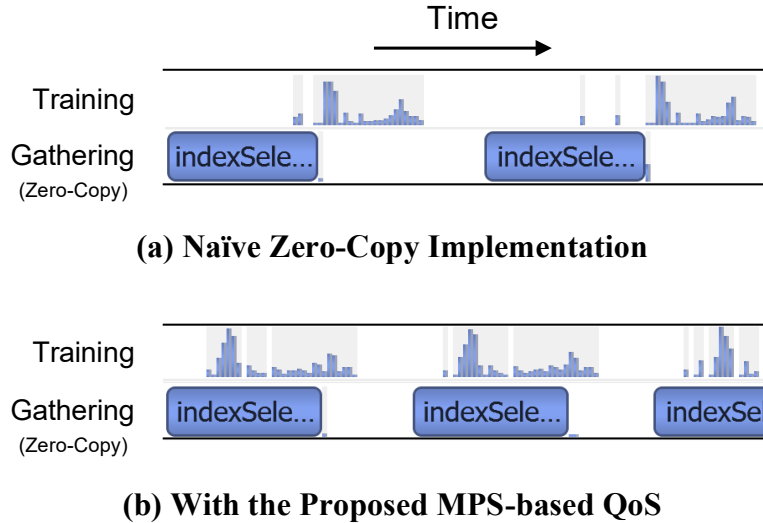 Time
Training
Gathering
(Zero-Copy)
indexSele...
indexSele...
(a) Naïve Zero-Copy Implementation
Training
Gathering
(Zero-Copy)
indexSele...
indexSele...
indexSel
(b) With the Proposed MPS-based QoS